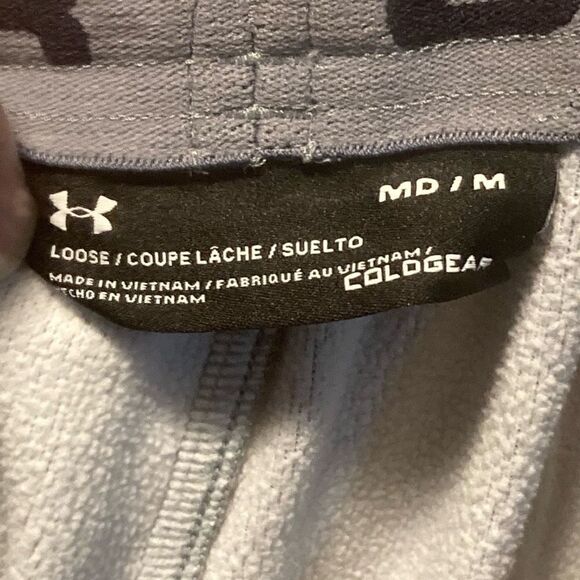 MD / M
LOOSE / COUPE LÂCHE / SUELTO
MADE IN VIETNAM / FABRIQUÉ AU VIETNAM /
HECHO EN VIETNAM
COLDGEAR